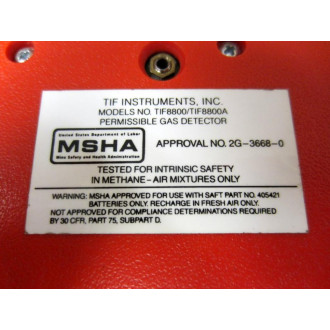 TIF INSTRUMENTS, INC.
MODELS NO. TIF8800/TIF8800A
PERMISSIBLE GAS DETECTOR
United States Department of Labor
MSHA
Mine Safety and Health Administration
APPROVAL NO. 2G-3668-0
TESTED FOR INTRINSIC SAFETY
IN METHANE-AIR MIXTURES ONLY
WARNING: MSHA APPROVED FOR USE WITH SAFT PART NO. 405421
BATTERIES ONLY. RECHARGE IN FRESH AIR ONLY.
NOT APPROVED FOR COMPLIANCE DETERMINATIONS REQUIRED
BY 30 CFR, PART 75, SUBPART D.